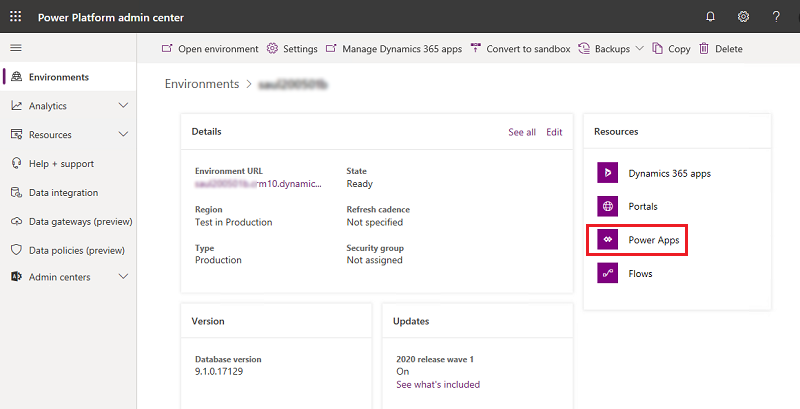 Power Platform admin center
?
Open environment Settings Manage Dynamics 365 apps Convert to sandbox Backups Copy Delete
Environments
Analytics
Resources
Help + support
Data integration
Data gateways (preview)
Data policies (preview)
Admin centers
Environments >
Details
See all Edit
Environment URL
rm10.dynamic...
State
Ready
Region
Test in Production
Refresh cadence
Not specified
Type
Production
Security group
Not assigned
Resources
Dynamics 365 apps
Portals
Power Apps
Flows
Version
Database version
9.1.0.17129
Updates
2020 release wave 1
On
See what's included